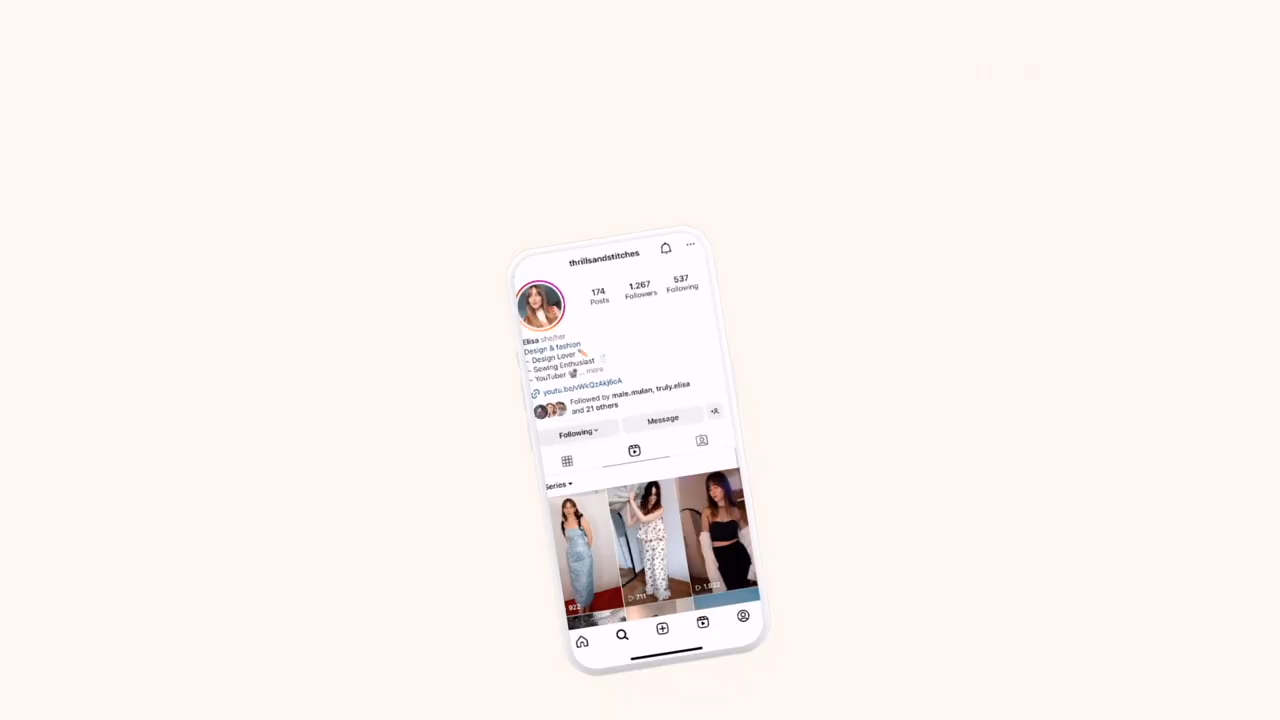 thrillsandstitches
174 1.267 537
Posts Followers Following
Elisa she/her
Design & fashion
~ Design Lover
~ Sewing Enthusiast
~ YouTuber ... more
youtu.be/vWkQzAkj6oA
Followed by male.mulan, truly.elisa
and 21 others
Following Message
Series
922 711 1.032